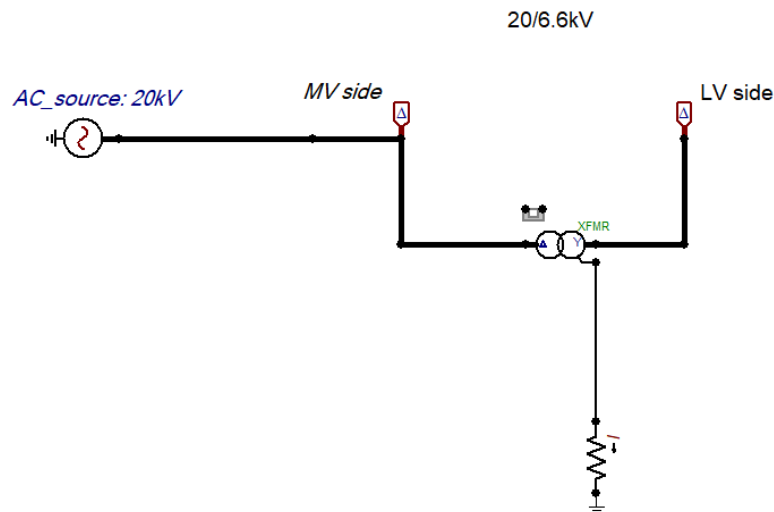 20/6.6kV
AC_source: 20kV
MV side
LV side
Δ
Δ
XFMR
Δ
Y
I